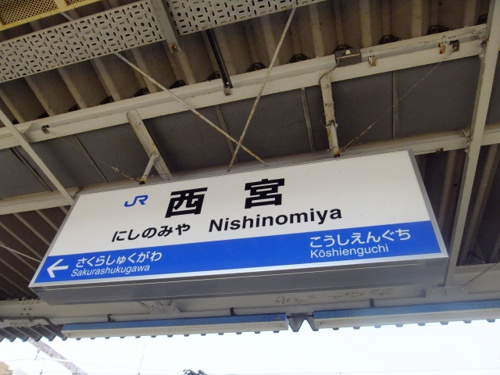 JR 西宮
にしのみや Nishinomiya
さくらしゅくがわ こうしえんぐち
Sakurashukugawa Kōshienguchi